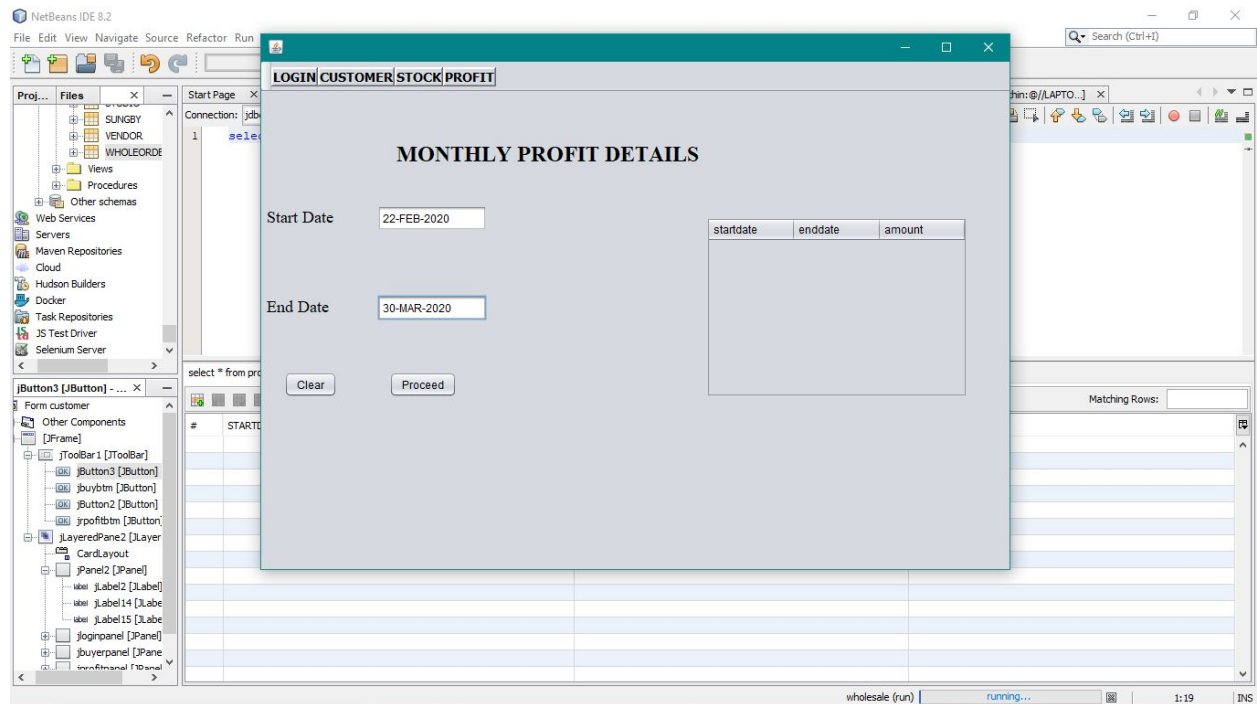 NetBeans IDE 8.2
File Edit View Navigate Source Refactor Run
Search (Ctrl+I)
LOGIN CUSTOMER STOCK PROFIT
Proj... Files
Start Page
thin:@//LAPTO...]
SUNGBY
VENDOR
WHOLEORDE
Views
Procedures
Other schemas
Web Services
Servers
Maven Repositories
Cloud
Hudson Builders
Docker
Task Repositories
JS Test Driver
Selenium Server
Connection: jdb
1 sele
MONTHLY PROFIT DETAILS
Start Date 22-FEB-2020
startdate enddate amount
End Date 30-MAR-2020
Clear Proceed
select * from pro
Matching Rows:
# STARTD
jButton3 [JButton] - ...
Form customer
Other Components
[JFrame]
jToolBar1 [JToolBar]
jButton3 [JButton]
jbuybtm [JButton]
jButton2 [JButton]
jrpofitbtm [JButton]
jLayeredPane2 [JLayer
CardLayout
jPanel2 [JPanel]
jLabel2 [JLabel]
jLabel14 [JLabe
jLabel15 [JLabe
jloginpanel [JPanel]
jbuyerpanel [JPane
jprofitpanel [JPanel
wholesale (run) running... 1:19 INS